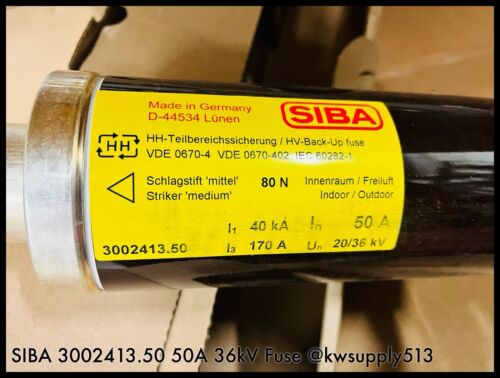 Made in Germany
D-44534 Lünen
SIBA
HH
HH-Teilbereichssicherung / HV-Back-Up fuse
VDE 0670-4 VDE 0670-402 IEC 60282-1
Schlagstift 'mittel' 80 N Innenraum / Freiluft
Striker 'medium' Indoor / Outdoor
I₁ 40 kA Iₙ 50 A
3002413.50 I₃ 170 A Uₙ 20/36 kV
SIBA 3002413.50 50A 36kV Fuse @kwsupply513